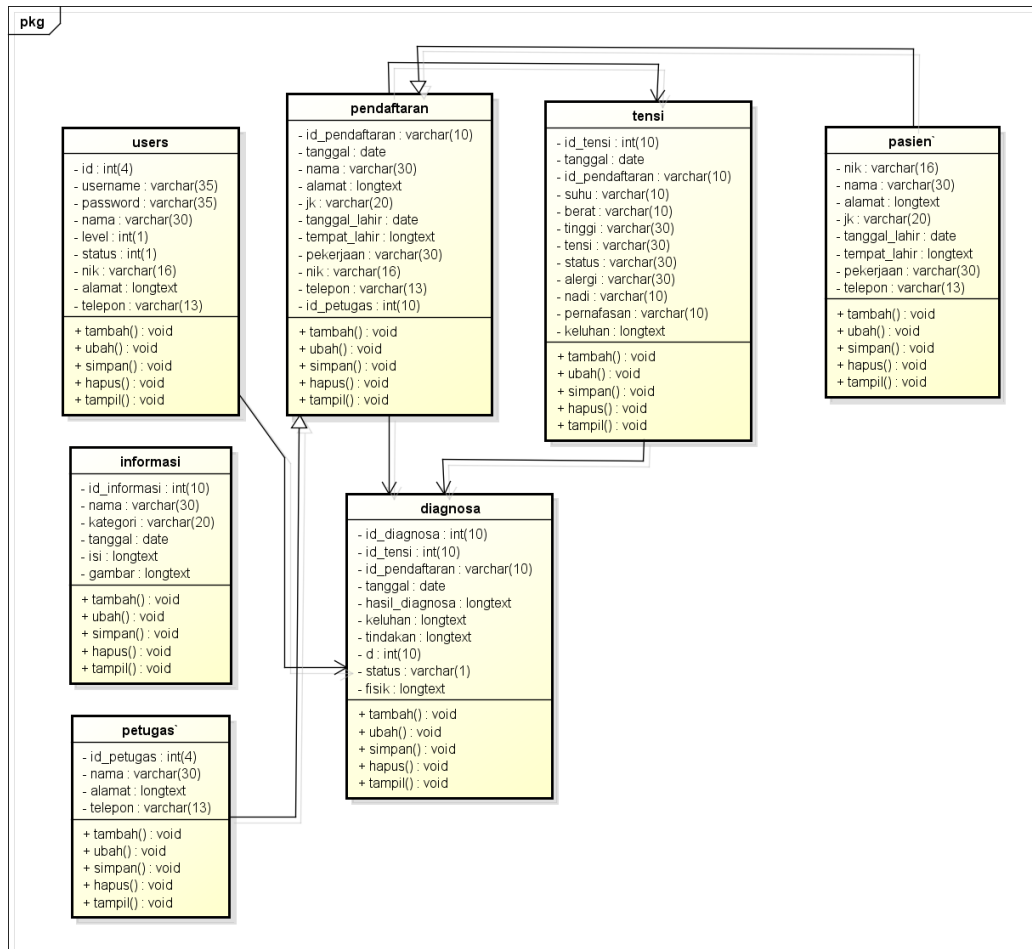 pkg
users
- id : int(4)
- username : varchar(35)
- password : varchar(35)
- nama : varchar(30)
- level : int(1)
- status : int(1)
- nik : varchar(16)
- alamat : longtext
- telepon : varchar(13)
+ tambah() : void
+ ubah() : void
+ simpan() : void
+ hapus() : void
+ tampil() : void
pendaftaran
- id_pendaftaran : varchar(10)
- tanggal : date
- nama : varchar(30)
- alamat : longtext
- jk : varchar(20)
- tanggal_lahir : date
- tempat_lahir : longtext
- pekerjaan : varchar(30)
- nik : varchar(16)
- telepon : varchar(13)
- id_petugas : int(10)
+ tambah() : void
+ ubah() : void
+ simpan() : void
+ hapus() : void
+ tampil() : void
tensi
- id_tensi : int(10)
- tanggal : date
- id_pendaftaran : varchar(10)
- suhu : varchar(10)
- berat : varchar(10)
- tinggi : varchar(30)
- tensi : varchar(30)
- status : varchar(30)
- alergi : varchar(30)
- nadi : varchar(10)
- pernafasan : varchar(10)
- keluhan : longtext
+ tambah() : void
+ ubah() : void
+ simpan() : void
+ hapus() : void
+ tampil() : void
pasien`
- nik : varchar(16)
- nama : varchar(30)
- alamat : longtext
- jk : varchar(20)
- tanggal_lahir : date
- tempat_lahir : longtext
- pekerjaan : varchar(30)
- telepon : varchar(13)
+ tambah() : void
+ ubah() : void
+ simpan() : void
+ hapus() : void
+ tampil() : void
informasi
- id_informasi : int(10)
- nama : varchar(30)
- kategori : varchar(20)
- tanggal : date
- isi : longtext
- gambar : longtext
+ tambah() : void
+ ubah() : void
+ simpan() : void
+ hapus() : void
+ tampil() : void
diagnosa
- id_diagnosa : int(10)
- id_tensi : int(10)
- id_pendaftaran : varchar(10)
- tanggal : date
- hasil_diagnosa : longtext
- keluhan : longtext
- tindakan : longtext
- d : int(10)
- status : varchar(1)
- fisik : longtext
+ tambah() : void
+ ubah() : void
+ simpan() : void
+ hapus() : void
+ tampil() : void
petugas`
- id_petugas : int(4)
- nama : varchar(30)
- alamat : longtext
- telepon : varchar(13)
+ tambah() : void
+ ubah() : void
+ simpan() : void
+ hapus() : void
+ tampil() : void